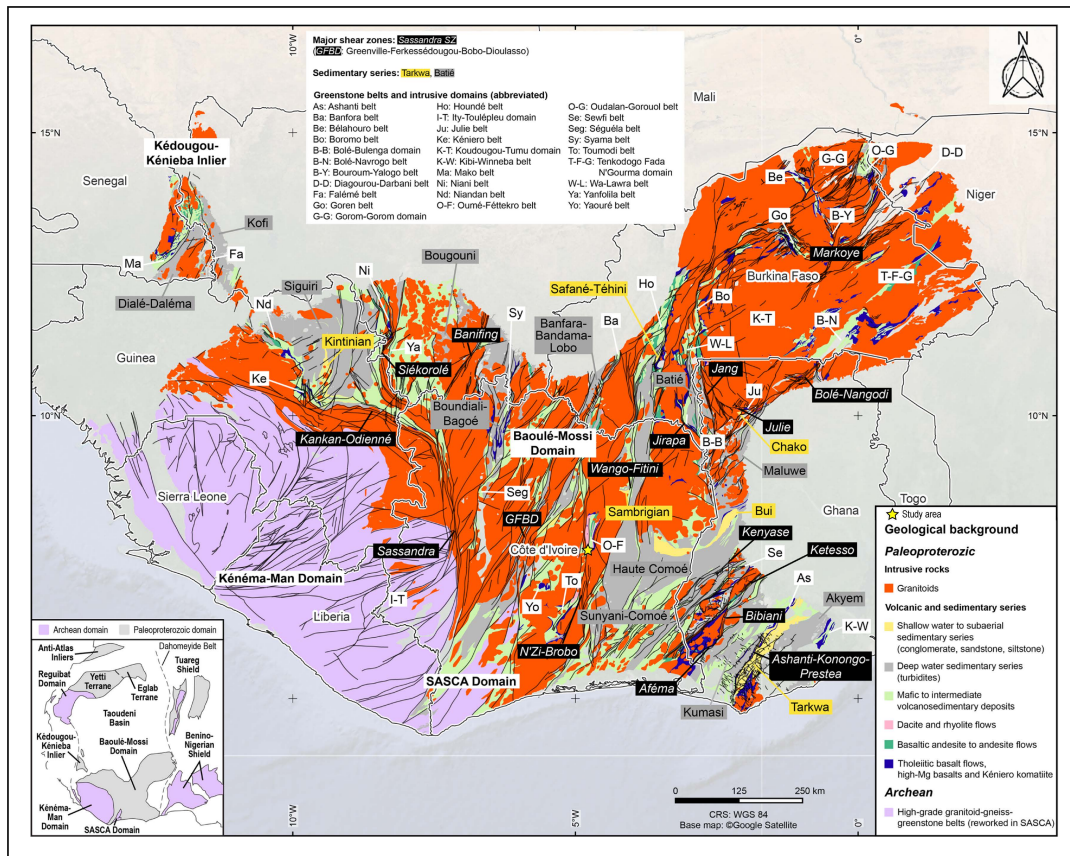 Major shear zones: Sassandra SZ
(GFBD: Greenville-Ferkessédougou-Bobo-Dioulasso)
Sedimentary series: Tarkwa, Batié
Greenstone belts and intrusive domains (abbreviated)
As: Ashanti belt
Ba: Banfora belt
Be: Bélahouro belt
Bo: Boromo belt
B-B: Bolé-Bulenga domain
B-N: Bolé-Navrogo belt
B-Y: Bouroum-Yalogo belt
D-D: Diagourou-Darbani belt
Fa: Falémé belt
Go: Goren belt
G-G: Gorom-Gorom domain
Ho: Houndé belt
I-T: Ity-Toulépleu domain
Ju: Julie belt
Ke: Kéniero belt
K-T: Koudougou-Tumu domain
K-W: Kibi-Winneba belt
Ma: Mako belt
Ni: Niani belt
Nd: Niandan belt
O-F: Oumé-Féttekro belt
O-G: Oudalan-Gorouol belt
Se: Sewfi belt
Seg: Séguéla belt
Sy: Syama belt
To: Toumodi belt
T-F-G: Tenkodogo Fada
N'Gourma domain
W-L: Wa-Lawra belt
Ya: Yanfolila belt
Yo: Yaouré belt
10°W
5°W
0°
N
15°N
15°N
10°N
10°N
10°W
5°W
0°
Mali
Senegal
Niger
Guinea
Burkina Faso
Sierra Leone
Liberia
Côte d'Ivoire
Ghana
Togo
Kédougou-
Kénieba Inlier
Kofi
Ma
Fa
Dialé-Daléma
Nd
Siguiri
Ni
Bougouni
Kintinian
Ya
Banifing
Sy
Siékorolé
Ke
Kankan-Odienné
Boundiali-
Bagoé
Banfara-
Bandama-
Lobo
Ba
Safané-Téhini
Ho
Be
G-G
O-G
D-D
Go
B-Y
Markoye
T-F-G
Bo
K-T
B-N
W-L
Batié
Jang
Ju
Bolé-Nangodi
Julie
Chako
B-B
Maluwe
Jirapa
Baoulé-Mossi
Domain
Wango-Fitini
Seg
GFBD
Sambrigian
Bui
Sassandra
O-F
Haute Comoé
Kenyase
Se
Ketesso
As
Akyem
K-W
Kénéma-Man Domain
I-T
Yo
To
Sunyani-Comoé
Bibiani
N'Zi-Brobo
SASCA Domain
Aféma
Kumasi
Ashanti-Konongo-
Prestea
Tarkwa
Study area
Geological background
Paleoproterozic
Intrusive rocks
Granitoids
Volcanic and sedimentary series
Shallow water to subaerial
sedimentary series
(conglomerate, sandstone, siltstone)
Deep water sedimentary series
(turbidites)
Mafic to intermediate
volcanosedimentary deposits
Dacite and rhyolite flows
Basaltic andesite to andesite flows
Tholeiitic basalt flows,
high-Mg basalts and Kéniero komatiite
Archean
High-grade granitoid-gneiss-
greenstone belts (reworked in SASCA)
0
125
250 km
CRS: WGS 84
Base map: ©Google Satellite
Archean domain
Paleoproterozoic domain
Anti-Atlas
Inliers
Dahomeyide Belt
Reguibat
Domain
Yetti
Terrane
Eglab
Terrane
Tuareg
Shield
Taoudeni
Basin
Kédougou-
Kénieba
Inlier
Baoulé-Mossi
Domain
Benino-
Nigerian
Shield
Kénéma-
Man
Domain
SASCA Domain